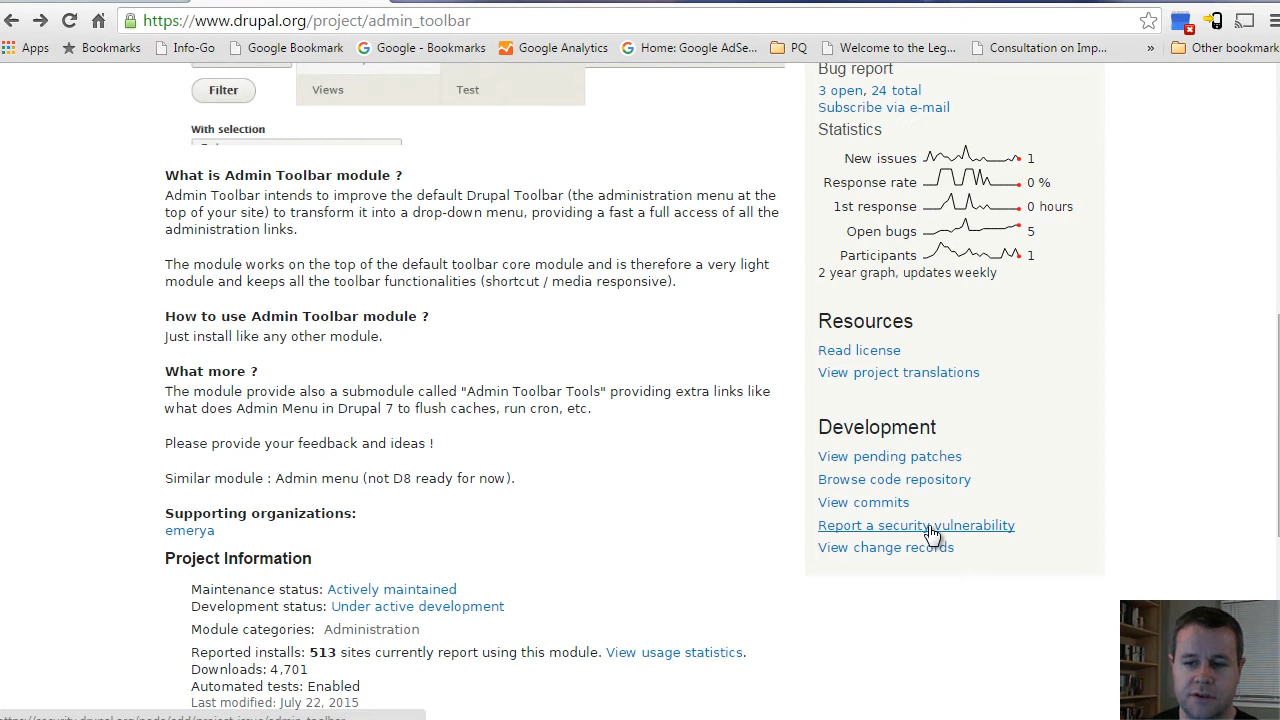 https://www.drupal.org/project/admin_toolbar
Apps Bookmarks Info-Go Google Bookmark Google - Bookmarks Google Analytics Home: Google AdSe... PQ Welcome to the Leg... Consultation on Imp... » Other bookmark
Filter
Views Test
With selection
What is Admin Toolbar module ?
Admin Toolbar intends to improve the default Drupal Toolbar (the administration menu at the
top of your site) to transform it into a drop-down menu, providing a fast a full access of all the
administration links.
The module works on the top of the default toolbar core module and is therefore a very light
module and keeps all the toolbar functionalities (shortcut / media responsive).
How to use Admin Toolbar module ?
Just install like any other module.
What more ?
The module provide also a submodule called "Admin Toolbar Tools" providing extra links like
what does Admin Menu in Drupal 7 to flush caches, run cron, etc.
Please provide your feedback and ideas !
Similar module : Admin menu (not D8 ready for now).
Supporting organizations:
emerya
Project Information
Maintenance status: Actively maintained
Development status: Under active development
Module categories: Administration
Reported installs: 513 sites currently report using this module. View usage statistics.
Downloads: 4,701
Automated tests: Enabled
Last modified: July 22, 2015
Bug report
3 open, 24 total
Subscribe via e-mail
Statistics
New issues 1
Response rate 0 %
1st response 0 hours
Open bugs 5
Participants 1
2 year graph, updates weekly
Resources
Read license
View project translations
Development
View pending patches
Browse code repository
View commits
Report a security vulnerability
View change records